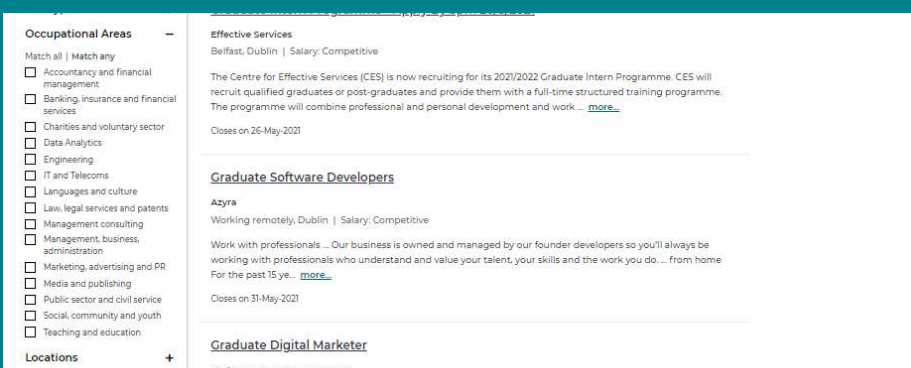 Occupational Areas −
Match all | Match any
Accountancy and financial
management
Banking, insurance and financial
services
Charities and voluntary sector
Data Analytics
Engineering
IT and Telecoms
Languages and culture
Law, legal services and patents
Management consulting
Management, business,
administration
Marketing, advertising and PR
Media and publishing
Public sector and civil service
Social, community and youth
Teaching and education
Locations +
Effective Services
Belfast, Dublin | Salary: Competitive
The Centre for Effective Services (CES) is now recruiting for its 2021/2022 Graduate Intern Programme. CES will
recruit qualified graduates or post-graduates and provide them with a full-time structured training programme.
The programme will combine professional and personal development and work ... more...
Closes on 26-May-2021
Graduate Software Developers
Azyra
Working remotely, Dublin | Salary: Competitive
Work with professionals ... Our business is owned and managed by our founder developers so you'll always be
working with professionals who understand and value your talent, your skills and the work you do. ... from home
For the past 15 ye... more...
Closes on 31-May-2021
Graduate Digital Marketer